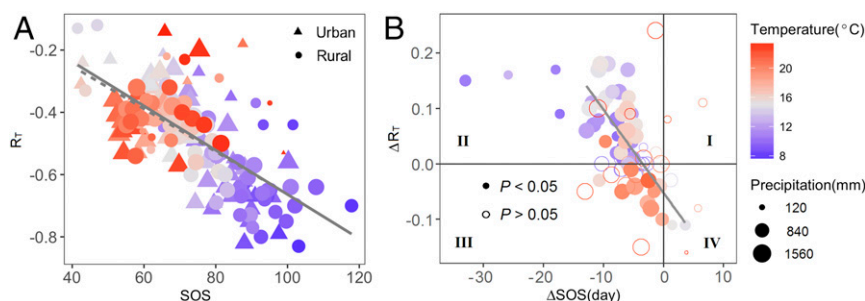 A
Urban
Rural
-0.2
-0.4
-0.6
-0.8
R_T
40
60
80
100
120
SOS
B
0.2
0.1
0.0
-0.1
ΔR_T
II
I
III
IV
P < 0.05
P > 0.05
-30
-20
-10
0
10
ΔSOS(day)
Temperature(°C)
20
16
12
8
Precipitation(mm)
120
840
1560